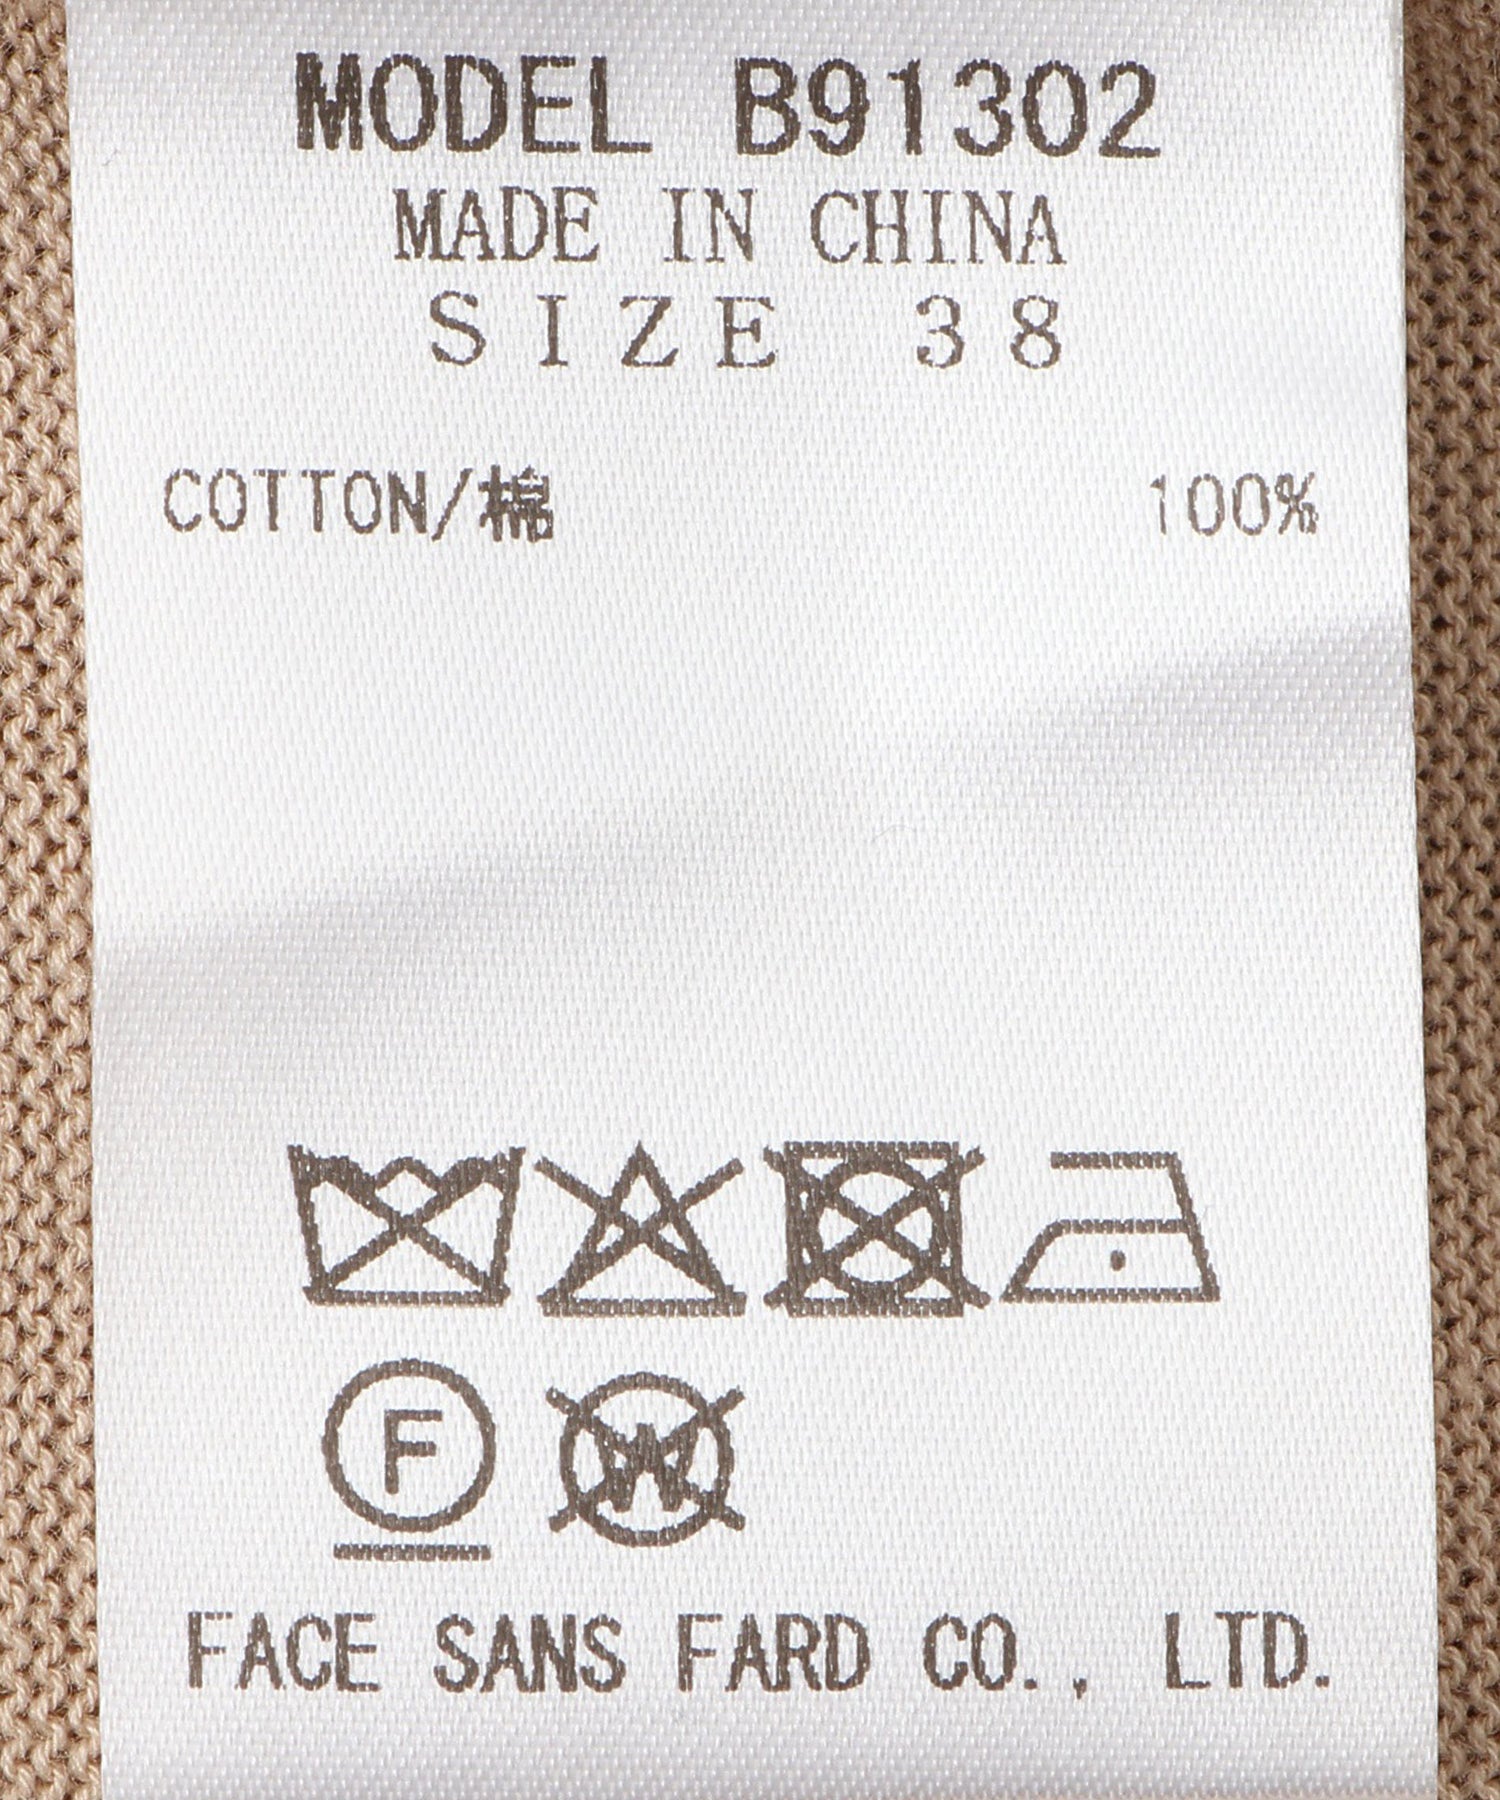 MODEL B91302
MADE IN CHINA
SIZE 38
COTTON/棉 100%
F W
FACE SANS FARD CO., LTD.